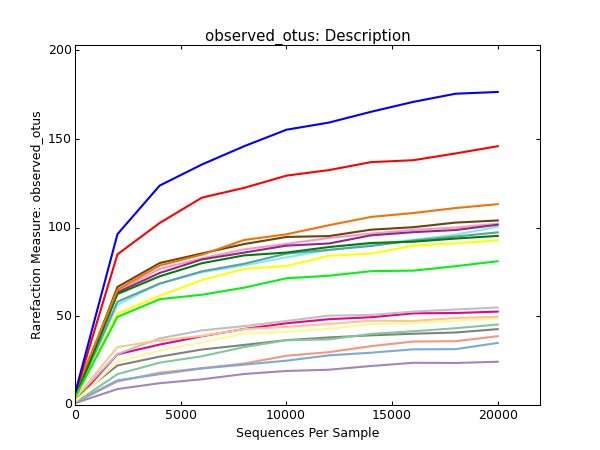 observed_otus: Description
Rarefaction Measure: observed_otus
200
150
100
50
0
0 5000 10000 15000 20000
Sequences Per Sample